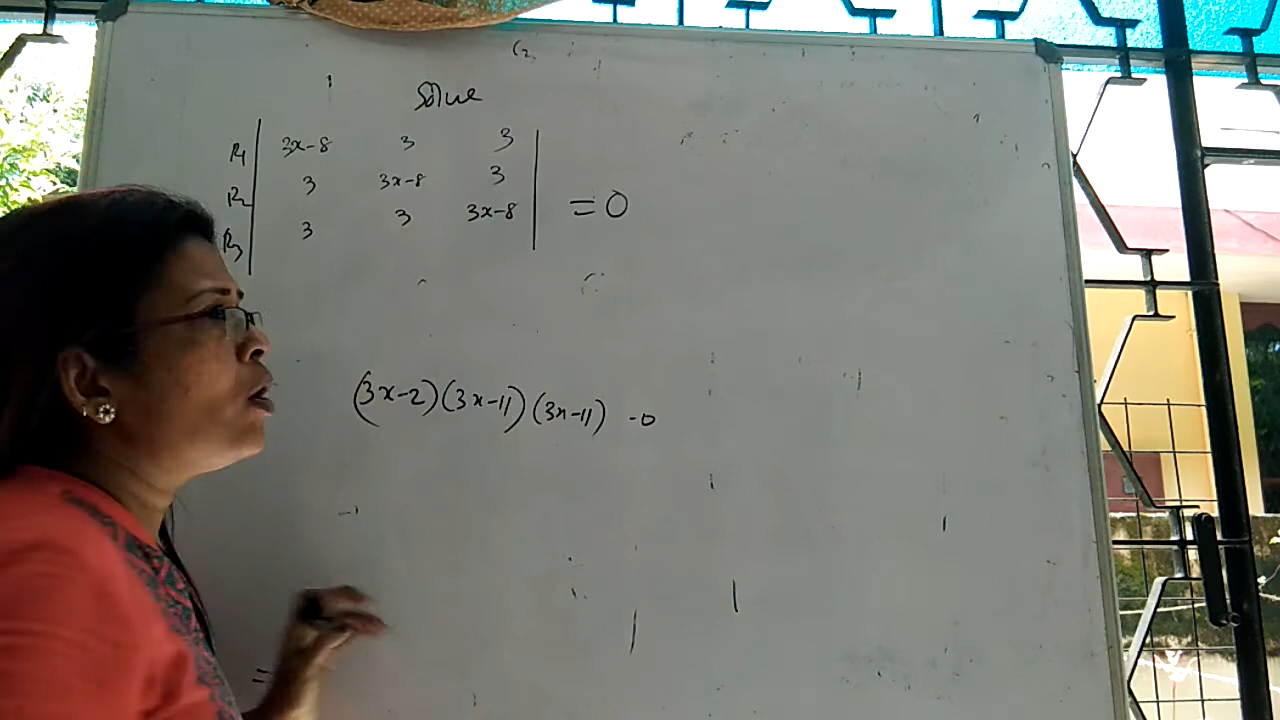 Solve
R1 | 3x-8 3 3 |
R2 | 3 3x-8 3 | =0
R3 | 3 3 3x-8 |
(3x-2)(3x-11)(3x-11) -0
=